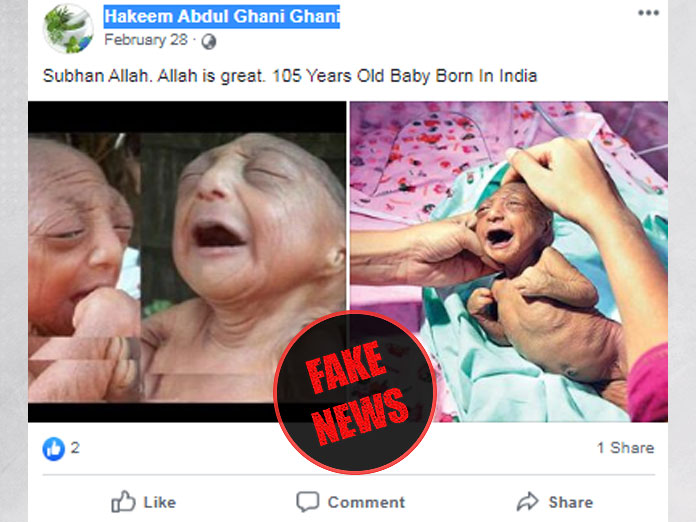 Hakeem Abdul Ghani Ghani
February 28 ·
Subhan Allah. Allah is great. 105 Years Old Baby Born In India
FAKE
NEWS
2
1 Share
Like
Comment
Share